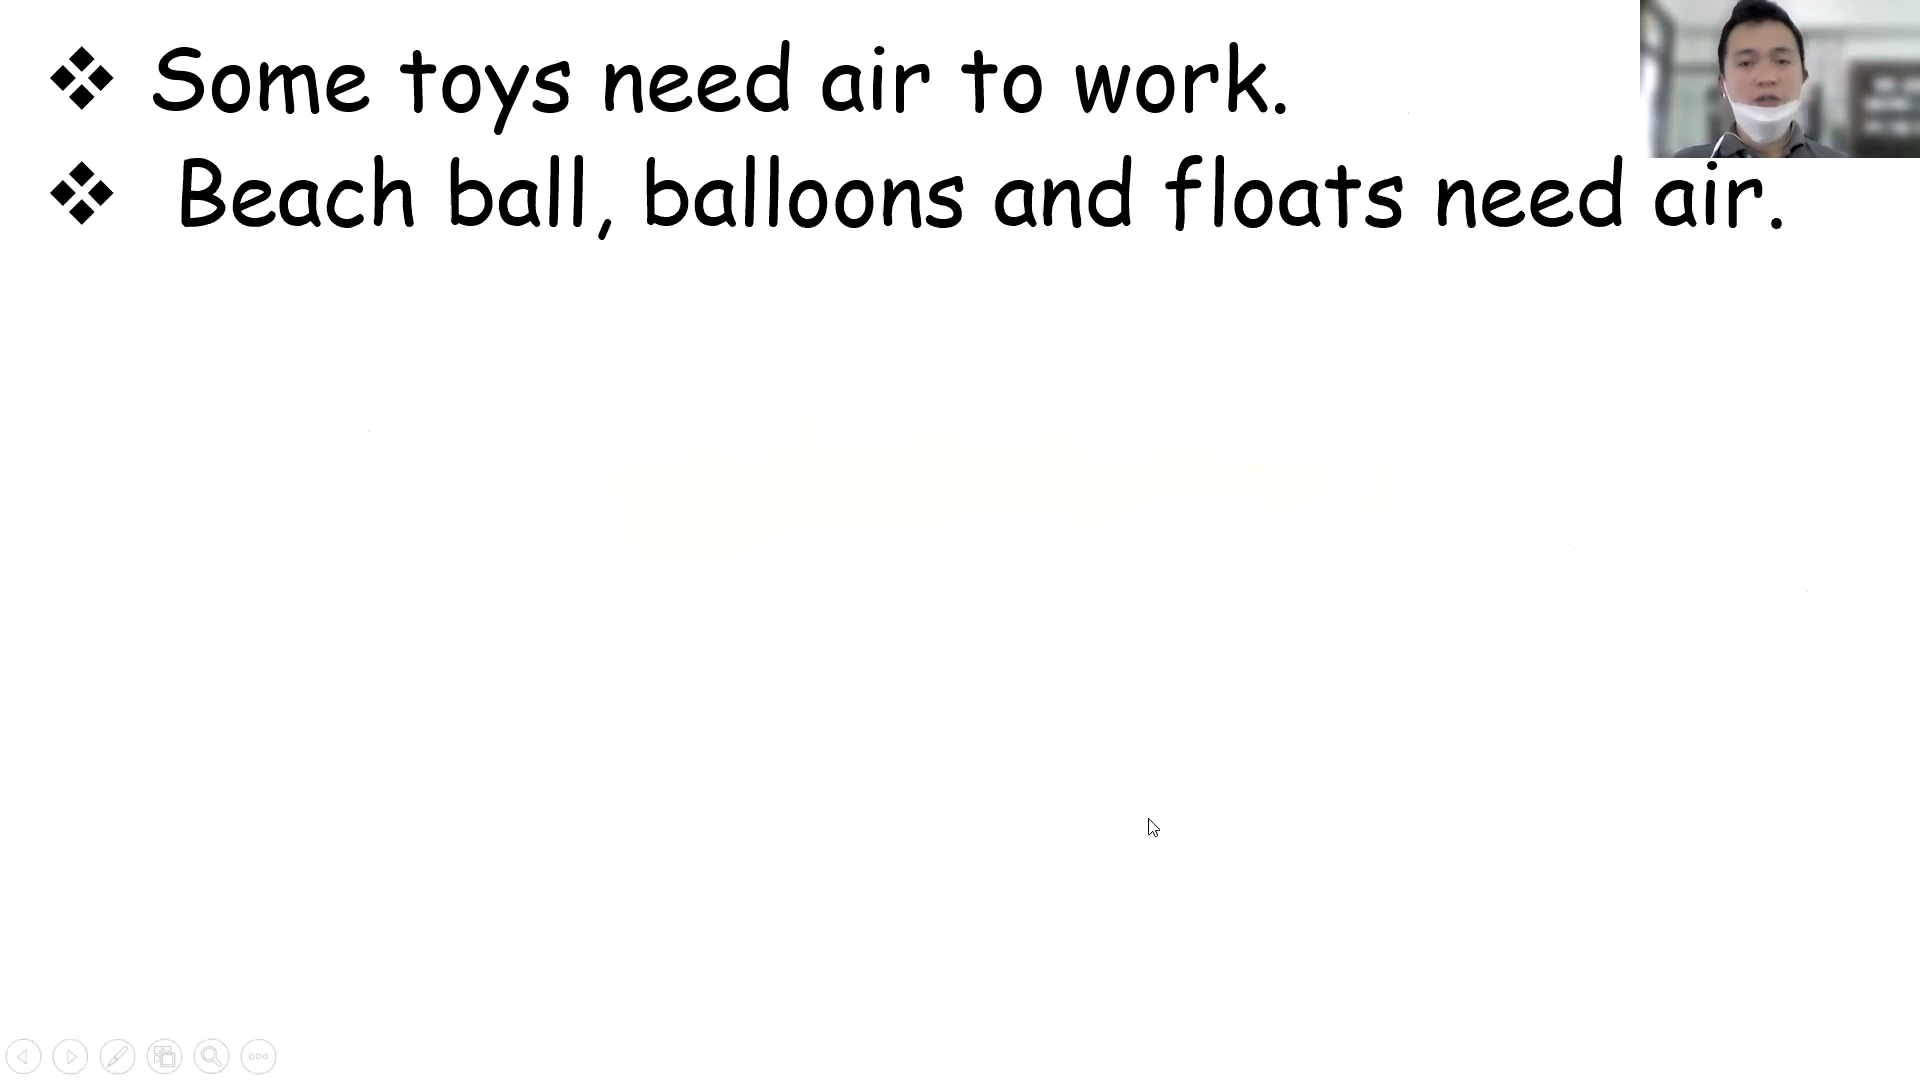 Some toys need air to work.
Beach ball, balloons and floats need air.